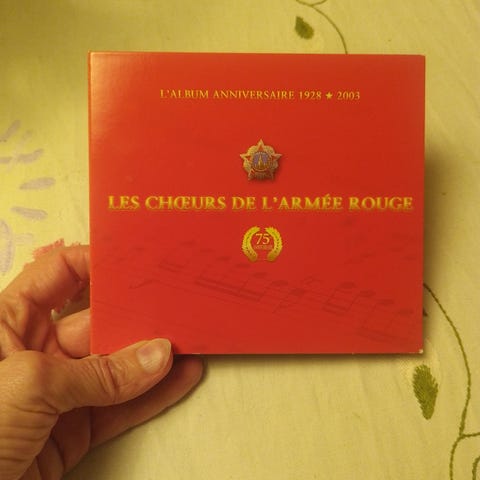 L'ALBUM ANNIVERSAIRE 1928 ★ 2003
LES CHŒURS DE L'ARMÉE ROUGE
75